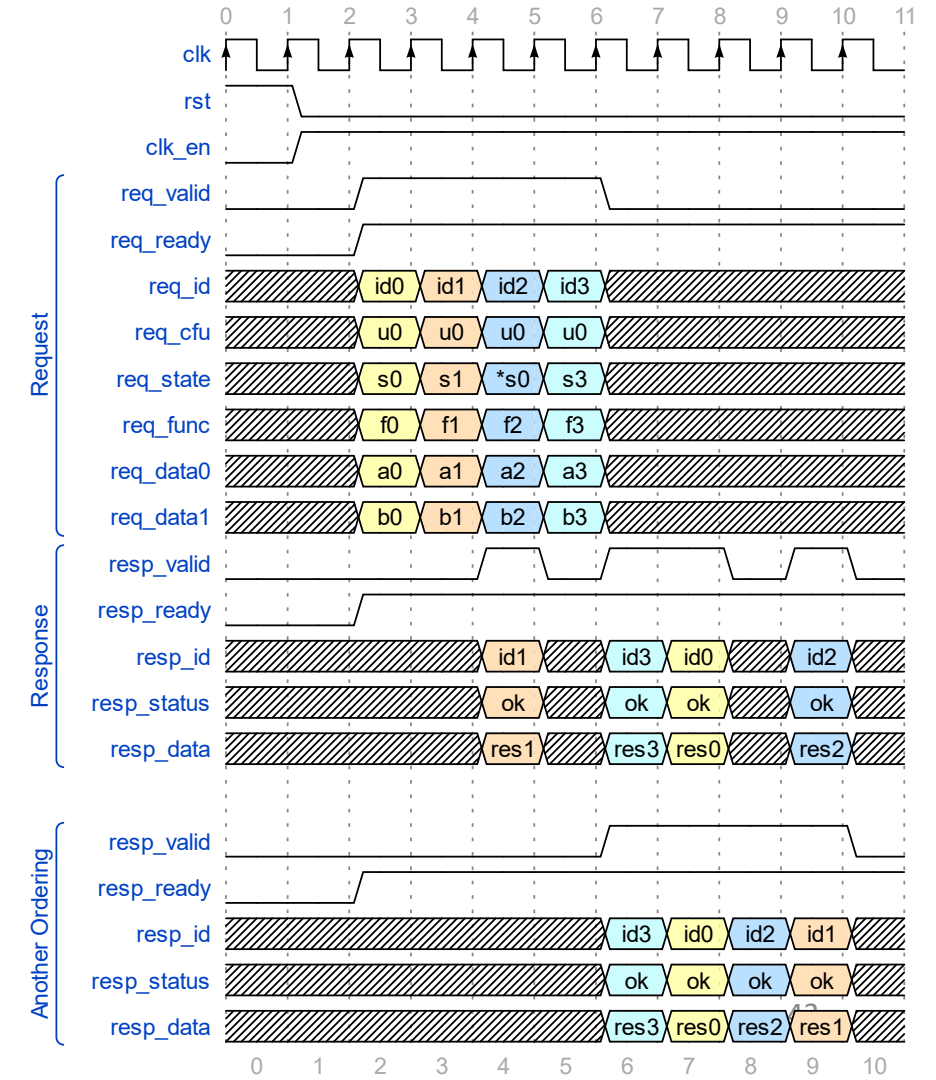 0 1 2 3 4 5 6 7 8 9 10 11
clk
rst
clk_en
Request
req_valid
req_ready
req_id id0 id1 id2 id3
req_cfu u0 u0 u0 u0
req_state s0 s1 *s0 s3
req_func f0 f1 f2 f3
req_data0 a0 a1 a2 a3
req_data1 b0 b1 b2 b3
Response
resp_valid
resp_ready
resp_id id1 id3 id0 id2
resp_status ok ok ok ok
resp_data res1 res3 res0 res2
Another Ordering
resp_valid
resp_ready
resp_id id3 id0 id2 id1
resp_status ok ok ok ok
resp_data res3 res0 res2 res1
0 1 2 3 4 5 6 7 8 9 10